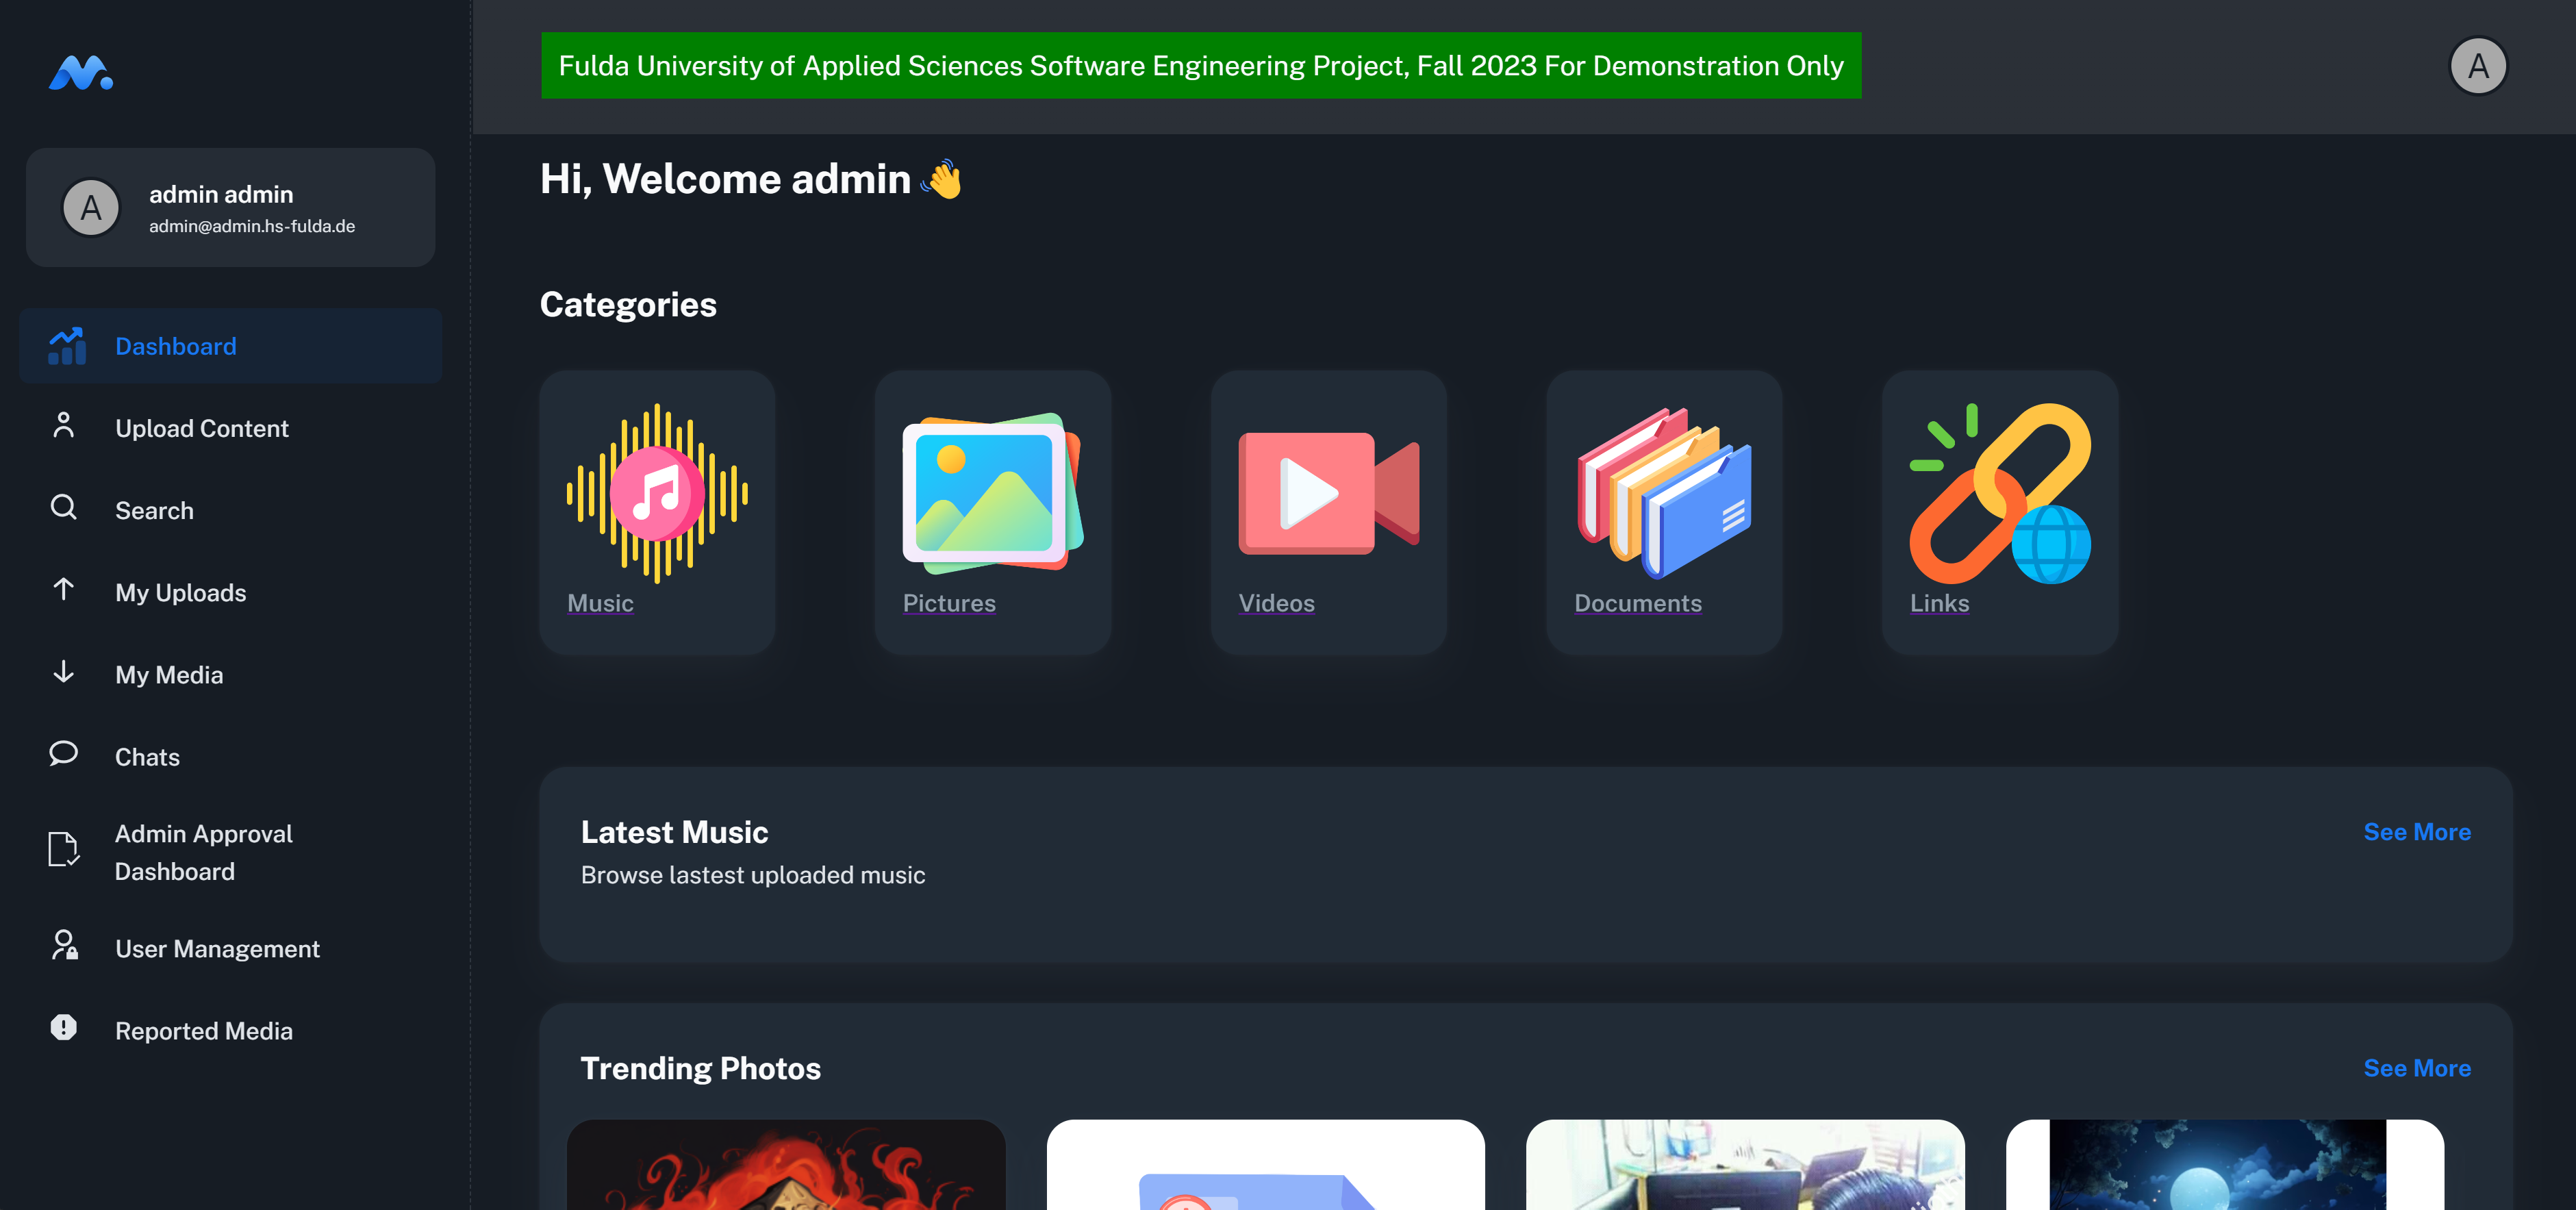 Fulda University of Applied Sciences Software Engineering Project, Fall 2023 For Demonstration Only
A
A
admin admin
admin@admin.hs-fulda.de
Dashboard
Upload Content
Search
My Uploads
My Media
Chats
Admin Approval
Dashboard
User Management
Reported Media
Hi, Welcome admin 👋
Categories
Music
Pictures
Videos
Documents
Links
Latest Music
See More
Browse lastest uploaded music
Trending Photos
See More